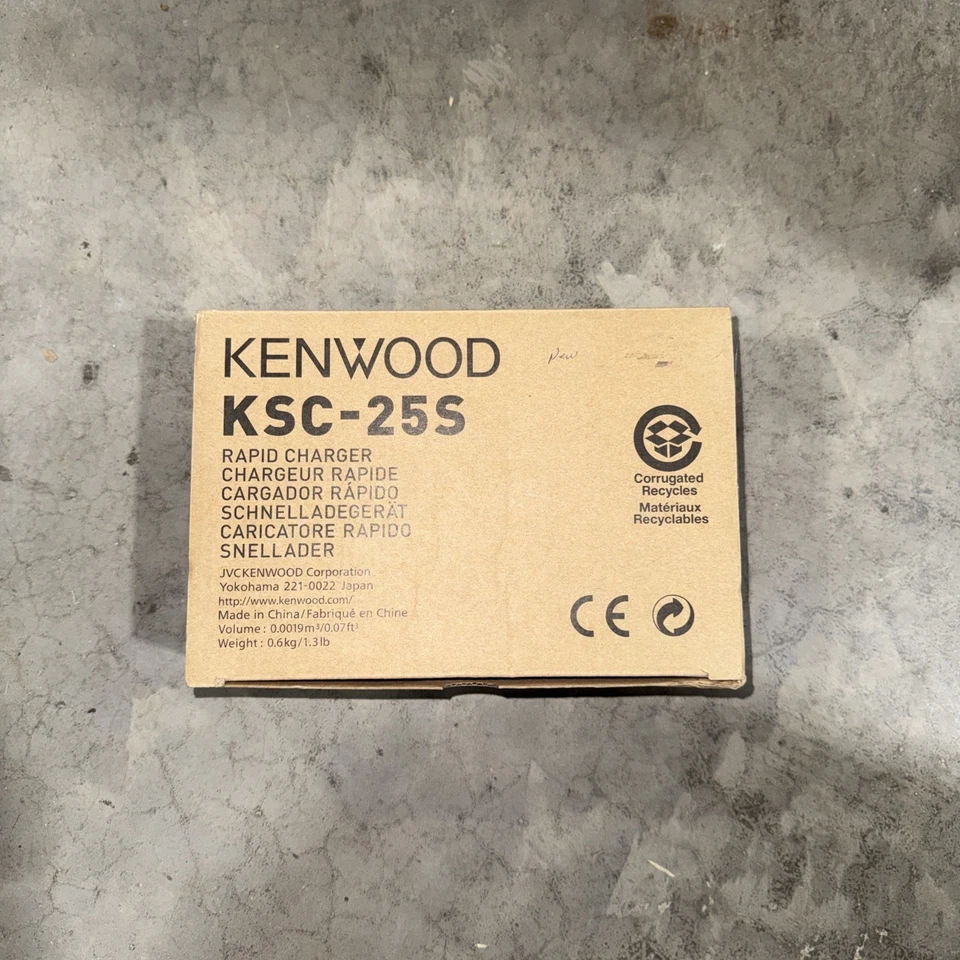 KENWOOD
New
KSC-25S
RAPID CHARGER
CHARGEUR RAPIDE
CARGADOR RÁPIDO
SCHNELLADEGERÄT
CARICATORE RAPIDO
SNELLADER
JVCKENWOOD Corporation
Yokohama 221-0022 Japan
http://www.kenwood.com/
Made in China/Fabriqué en Chine
Volume : 0.0019m³/0.07ft³
Weight : 0.6kg/1.3lb
Corrugated
Recycles
Matériaux
Recyclables
CE